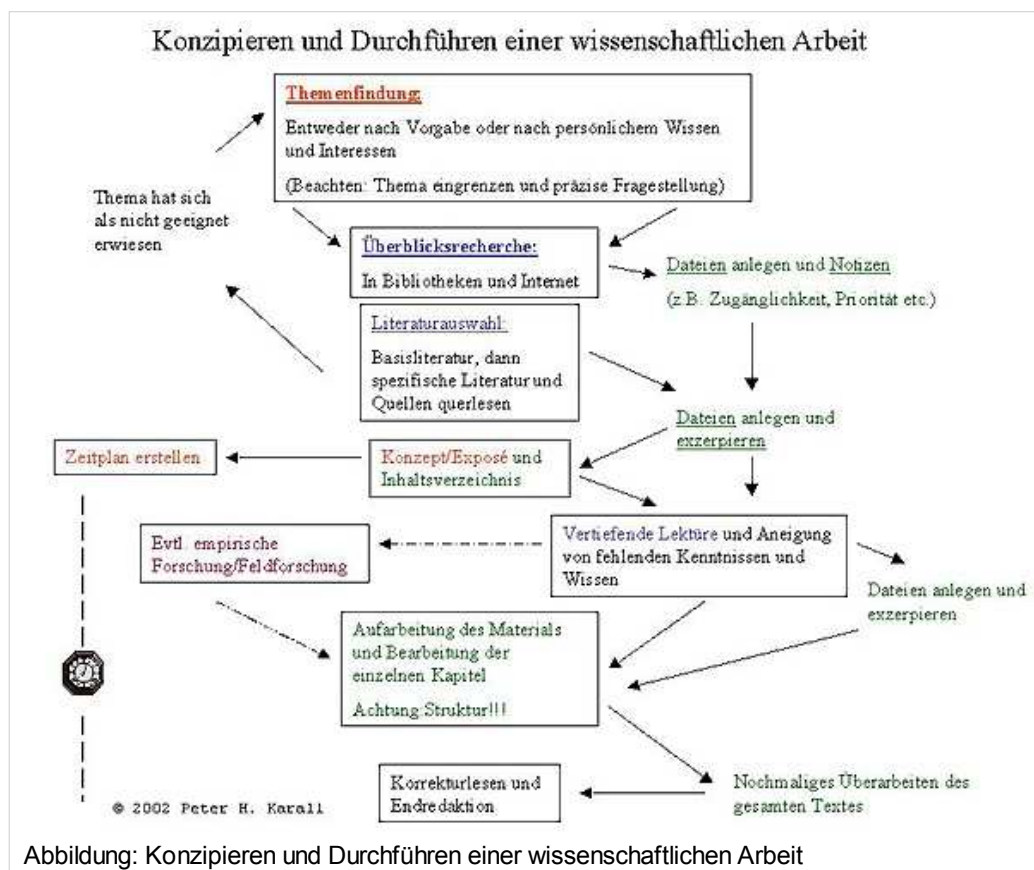 Konzipieren und Durchführen einer wissenschaftlichen Arbeit
Themenfindung:
Entweder nach Vorgabe oder nach persönlichem Wissen
und Interessen
(Beachten: Thema eingrenzen und präzise Fragestellung)
Thema hat sich
als nicht geeignet
erwiesen
Überblicksrecherche:
In Bibliotheken und Internet
Dateien anlegen und Notizen
(z.B. Zugänglichkeit, Priorität etc.)
Literaturauswahl:
Basisliteratur, dann
spezifische Literatur und
Quellen querlesen
Dateien anlegen und
exzerpieren
Zeitplan erstellen
Konzept/Exposé und
Inhaltsverzeichnis
Evtl. empirische
Forschung/Feldforschung
Vertiefende Lektüre und Aneigung
von fehlenden Kenntnissen und
Wissen
Dateien anlegen und
exzerpieren
Aufarbeitung des Materials
und Bearbeitung der
einzelnen Kapitel
Achtung Struktur!!!
Korrekturlesen und
Endredaktion
Nochmaliges Überarbeiten des
gesamten Textes
© 2002 Peter H. Karall
Abbildung: Konzipieren und Durchführen einer wissenschaftlichen Arbeit